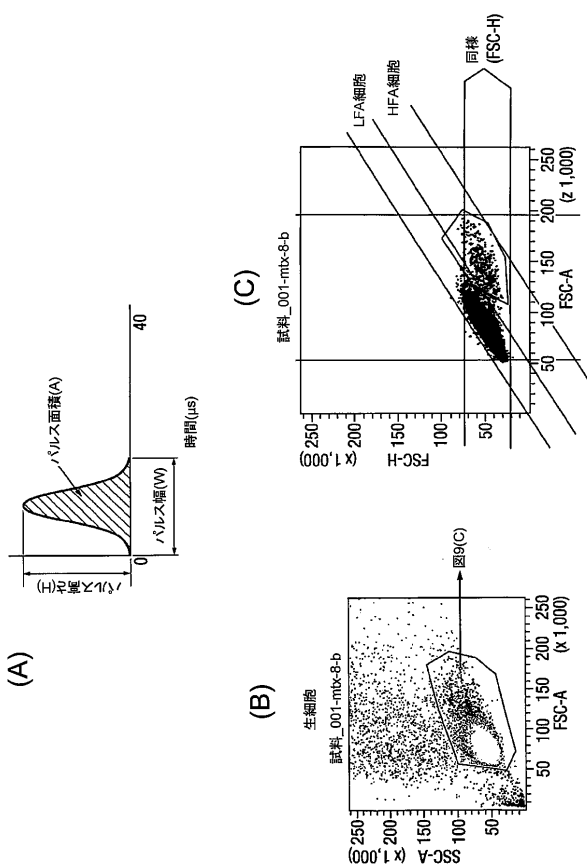 (A)
パルス高さ(H)
パルス面積(A)
0
40
パルス幅(W)
時間(μs)
(B)
生細胞
試料_001-mtx-8-b
SSC-A
(x 1,000)
250
200
150
100
50
50
100
150
200
250
(x 1,000)
FSC-A
図9(C)
(C)
試料_001-mtx-8-b
LFA細胞
HFA細胞
同様
(FSC-H)
FSC-H
(x 1,000)
250
200
150
100
50
50
100
150
200
250
(z 1,000)
FSC-A